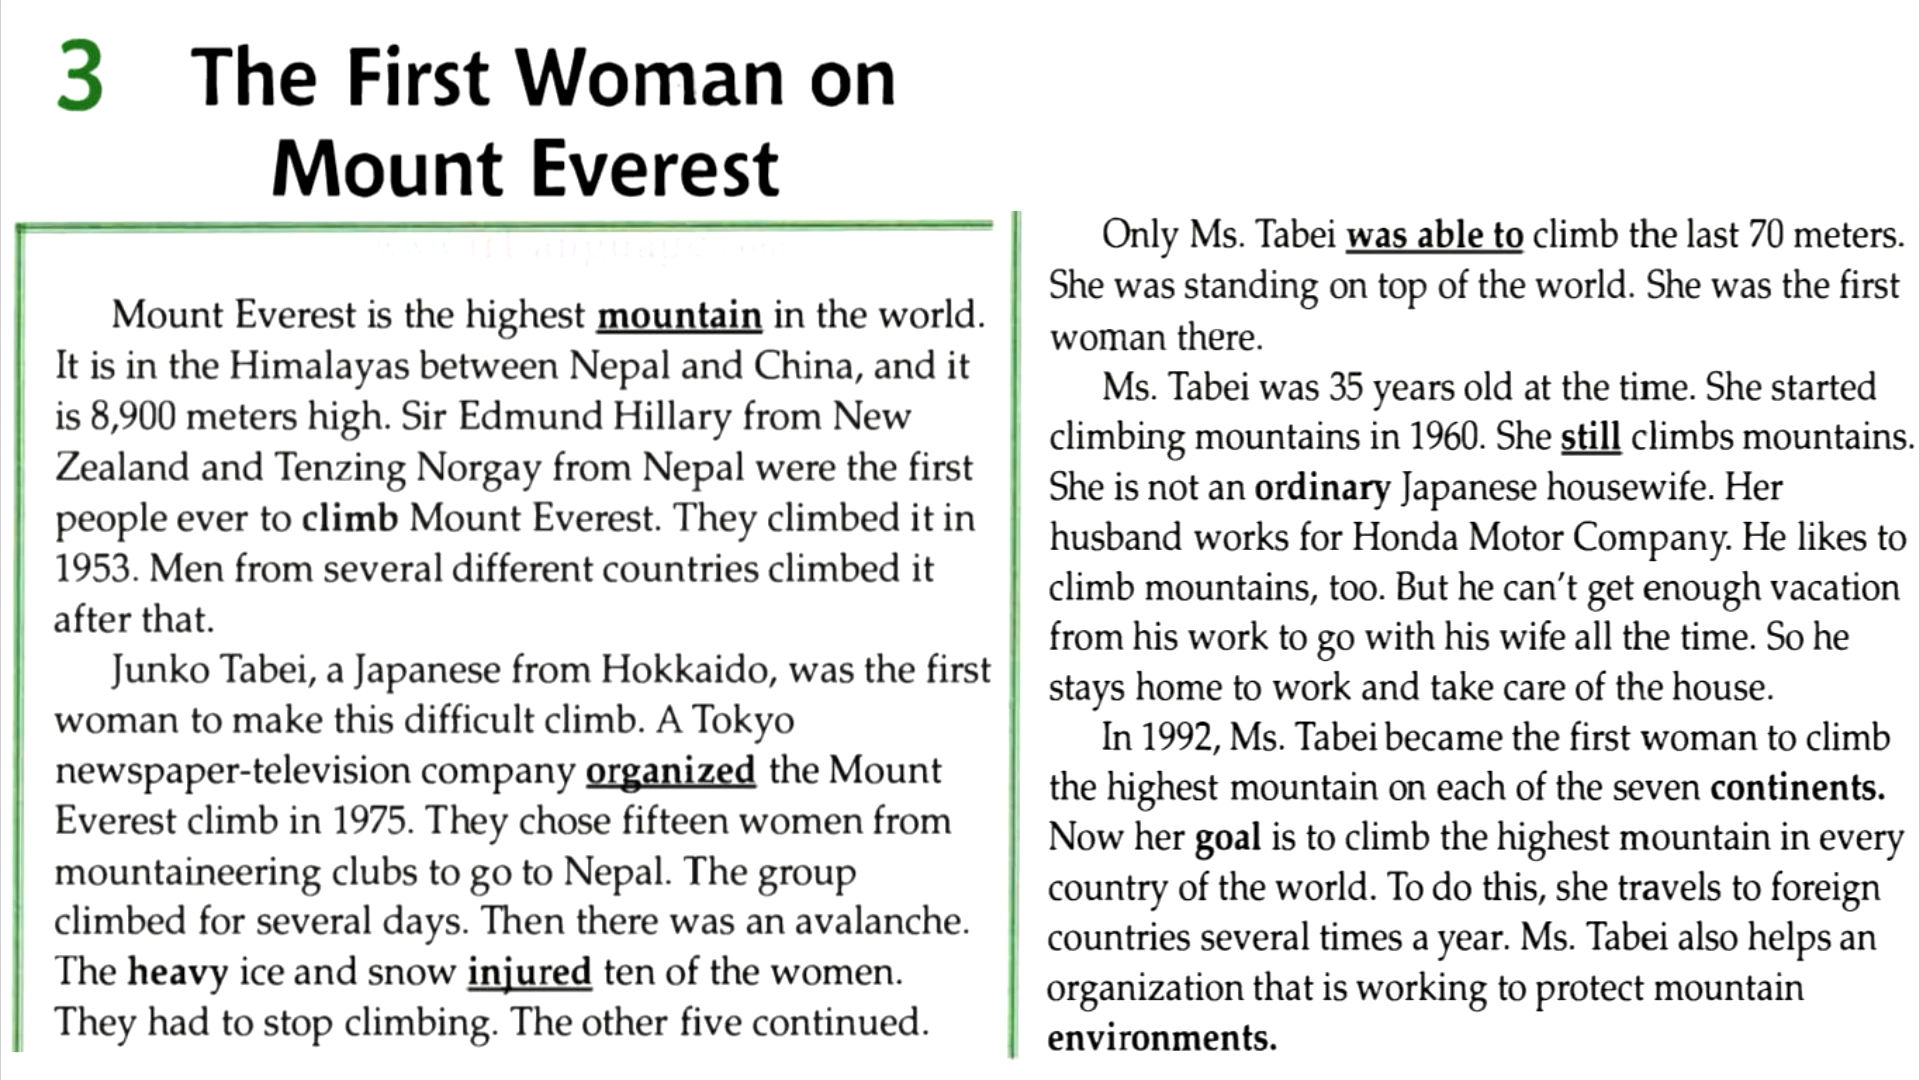 3 The First Woman on
Mount Everest
Mount Everest is the highest mountain in the world.
It is in the Himalayas between Nepal and China, and it
is 8,900 meters high. Sir Edmund Hillary from New
Zealand and Tenzing Norgay from Nepal were the first
people ever to climb Mount Everest. They climbed it in
1953. Men from several different countries climbed it
after that.
Junko Tabei, a Japanese from Hokkaido, was the first
woman to make this difficult climb. A Tokyo
newspaper-television company organized the Mount
Everest climb in 1975. They chose fifteen women from
mountaineering clubs to go to Nepal. The group
climbed for several days. Then there was an avalanche.
The heavy ice and snow injured ten of the women.
They had to stop climbing. The other five continued.
Only Ms. Tabei was able to climb the last 70 meters.
She was standing on top of the world. She was the first
woman there.
Ms. Tabei was 35 years old at the time. She started
climbing mountains in 1960. She still climbs mountains.
She is not an ordinary Japanese housewife. Her
husband works for Honda Motor Company. He likes to
climb mountains, too. But he can't get enough vacation
from his work to go with his wife all the time. So he
stays home to work and take care of the house.
In 1992, Ms. Tabei became the first woman to climb
the highest mountain on each of the seven continents.
Now her goal is to climb the highest mountain in every
country of the world. To do this, she travels to foreign
countries several times a year. Ms. Tabei also helps an
organization that is working to protect mountain
environments.